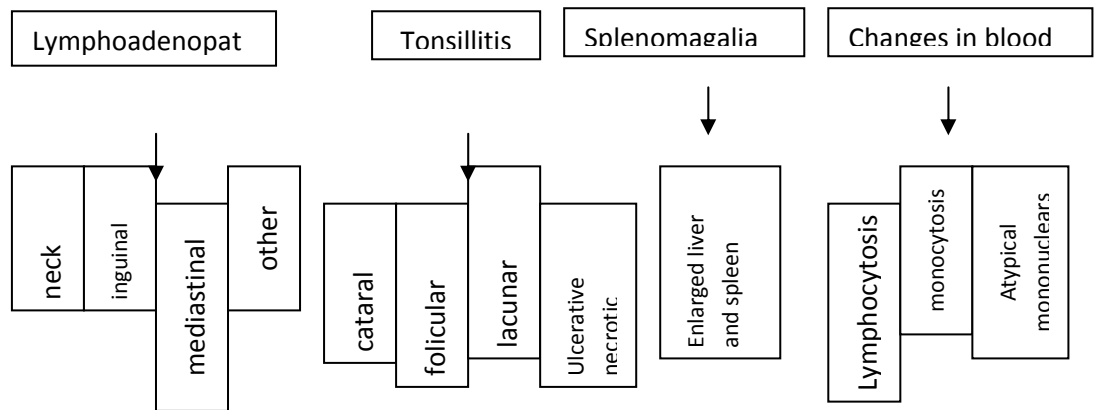 Lymphoadenopat
Tonsillitis
Splenomagalia
Changes in blood
neck
inguinal
mediastinal
other
cataral
folicular
lacunar
Ulcerative
necrotic
Enlarged liver
and spleen
Lymphocytosis
monocytosis
Atypical
mononuclears